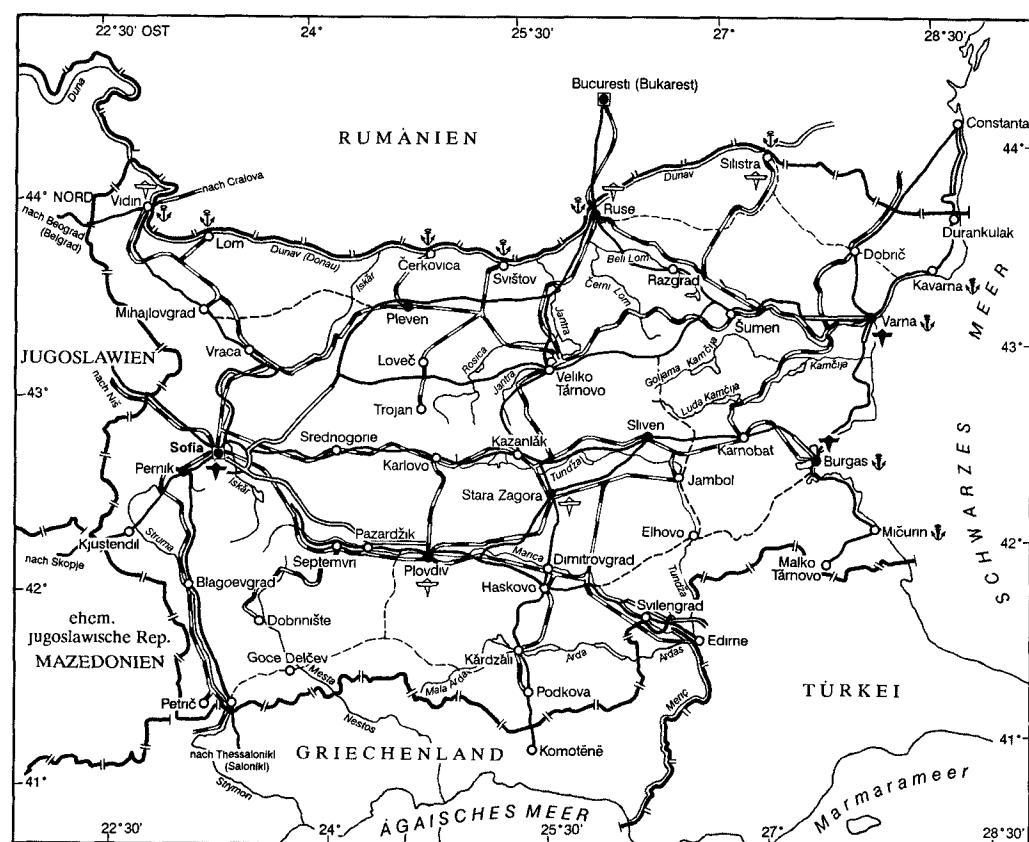 22°30' OST
24°
25°30'
27°
28°30'
Duna
Bucuresti (Bukarest)
RUMÄNIEN
Constanta
44°
Silistra
Dunav
nach Cralova
44°
NORD
Vidin
nach Beograd
(Belgrad)
Ruse
Lom
Dunav (Donau)
Durankulak
Čerkovica
Svištov
Beli Lom
Razgrad
Dobrič
Iskăr
Černi Lom
Kavarna
Mihajlovgrad
Pleven
Jantra
Šumen
Varna
MEER
JUGOSLAWIEN
Vraca
Loveč
Rosica
Veliko
Tărnovo
Goljama Kamčija
Kamčija
43°
43°
nach Niš
Trojan
Jantra
Luda Kamčija
Sofia
Srednogorie
Kazanlăk
Sliven
Karnobat
Pernik
Karlovo
Tundža
Burgas
Iskăr
Stara Zagora
Jambol
SCHWARZES
Kjustendil
Struma
Pazardžik
Elhovo
Mičurin
nach Skopje
Septemvri
Plovdiv
Marica
Dimitrovgrad
Malko
Tărnovo
42°
42°
Blagoevgrad
Haskovo
Tundža
ehem.
jugoslawische Rep.
MAZEDONIEN
Dobrinište
Svilengrad
Edirne
Goce Delčev
Kărdzăli
Arda
Ardas
Mesta
Mala Arda
Podkova
Meriç
TÜRKEI
Petrič
Nestos
nach Thessaloniki
(Saloniki)
GRIECHENLAND
Komotēnē
41°
41°
Strymon
ÄGAISCHES MEER
Marmarameer
22°30'
24°
25°30'
27°
28°30'